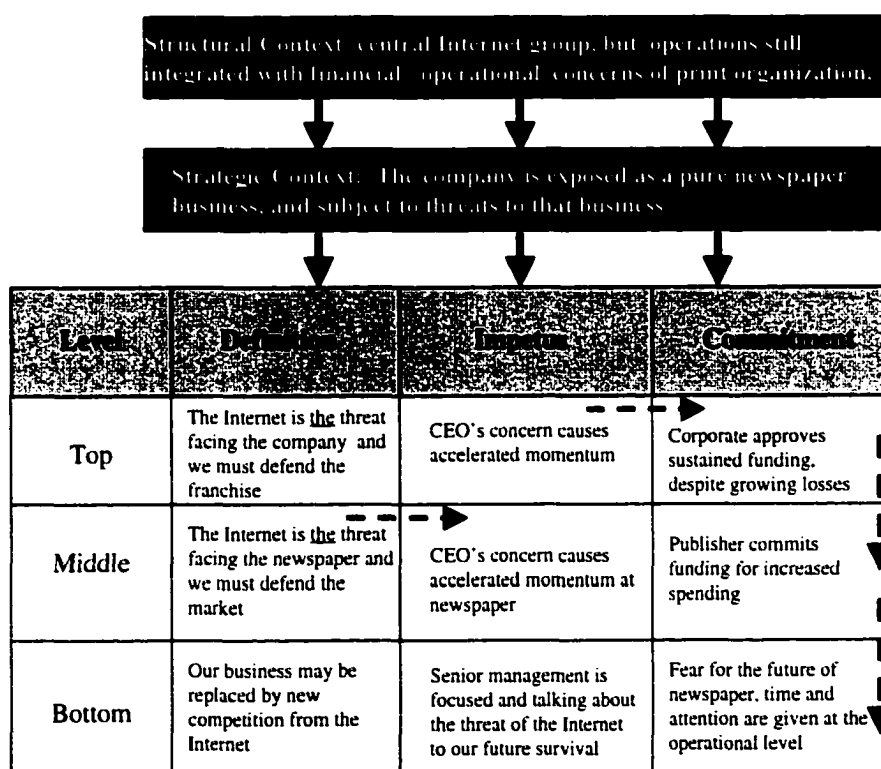 Structural Context: central Internet group, but operations still
integrated with financial operational concerns of print organization.
Strategic Context: The company is exposed as a pure newspaper
business, and subject to threats to that business
Level
Definition
Impetus
Commitment
Top
The Internet is the threat
facing the company and
we must defend the
franchise
CEO's concern causes
accelerated momentum
Corporate approves
sustained funding,
despite growing losses
Middle
The Internet is the threat
facing the newspaper and
we must defend the
market
CEO's concern causes
accelerated momentum at
newspaper
Publisher commits
funding for increased
spending
Bottom
Our business may be
replaced by new
competition from the
Internet
Senior management is
focused and talking about
the threat of the Internet
to our future survival
Fear for the future of
newspaper, time and
attention are given at the
operational level